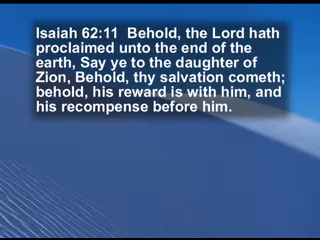 Isaiah 62:11  Behold, the Lord hath
proclaimed unto the end of the
earth, Say ye to the daughter of
Zion, Behold, thy salvation cometh;
behold, his reward is with him, and
his recompense before him.